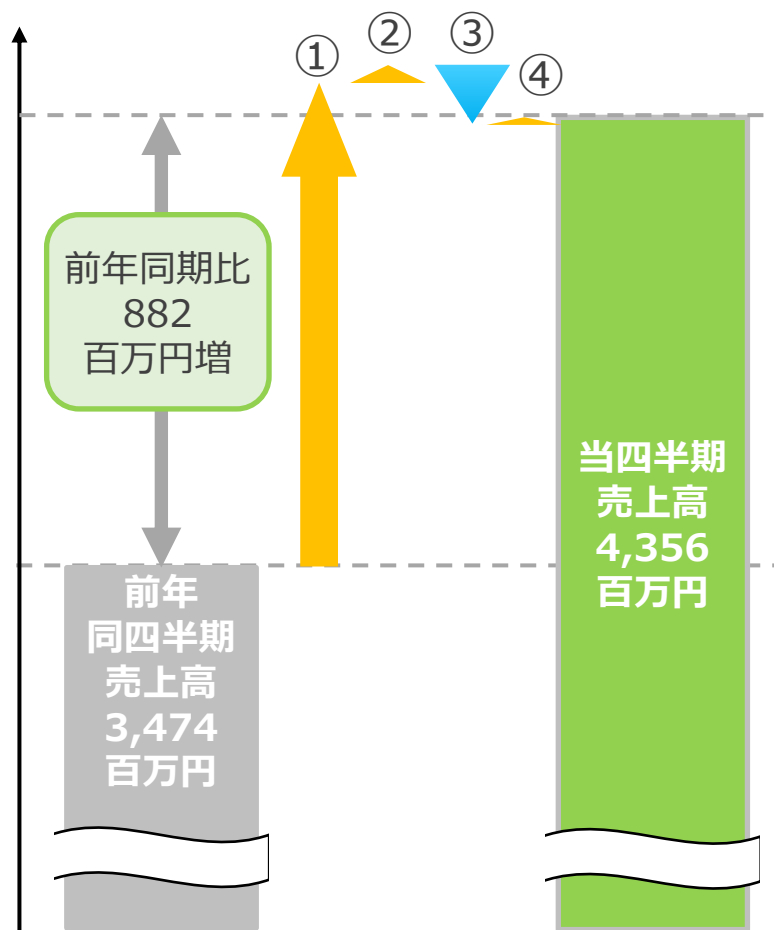 ①
②
③
④
前年同期比
882
百万円増
前年
同四半期
売上高
3,474
百万円
当四半期
売上高
4,356
百万円